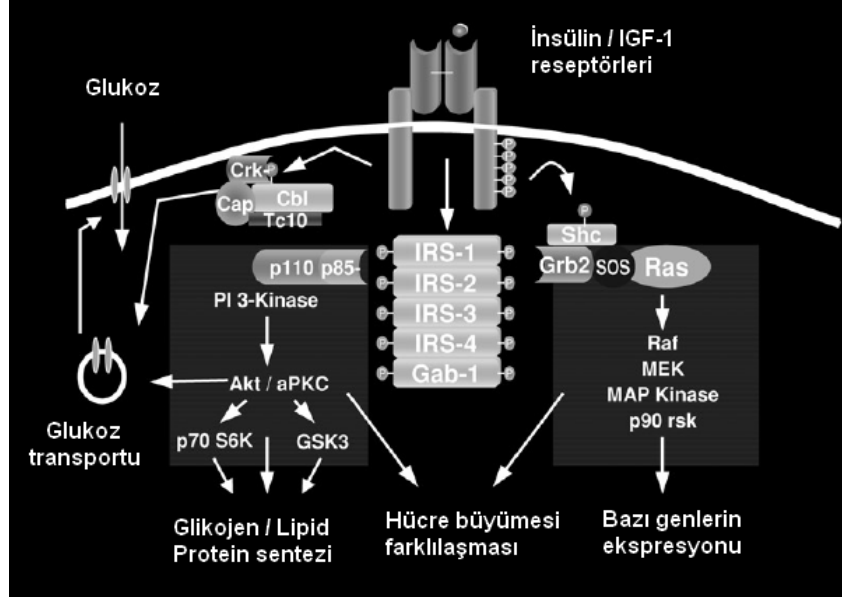 İnsülin / IGF-1
reseptörleri
Glukoz
P
P
P
P
P
P
Crk-
P
Cap
Cbl
Tc10
Shc
p110 p85-
PI 3-Kinase
P IRS-1 P
P IRS-2 P
P IRS-3 P
P IRS-4 P
P Gab-1 P
Grb2 SOS Ras
Raf
MEK
MAP Kinase
p90 rsk
Akt / aPKC
p70 S6K GSK3
Glukoz
transportu
Glikojen / Lipid
Protein sentezi
Hücre büyümesi
farklılaşması
Bazı genlerin
ekspresyonu